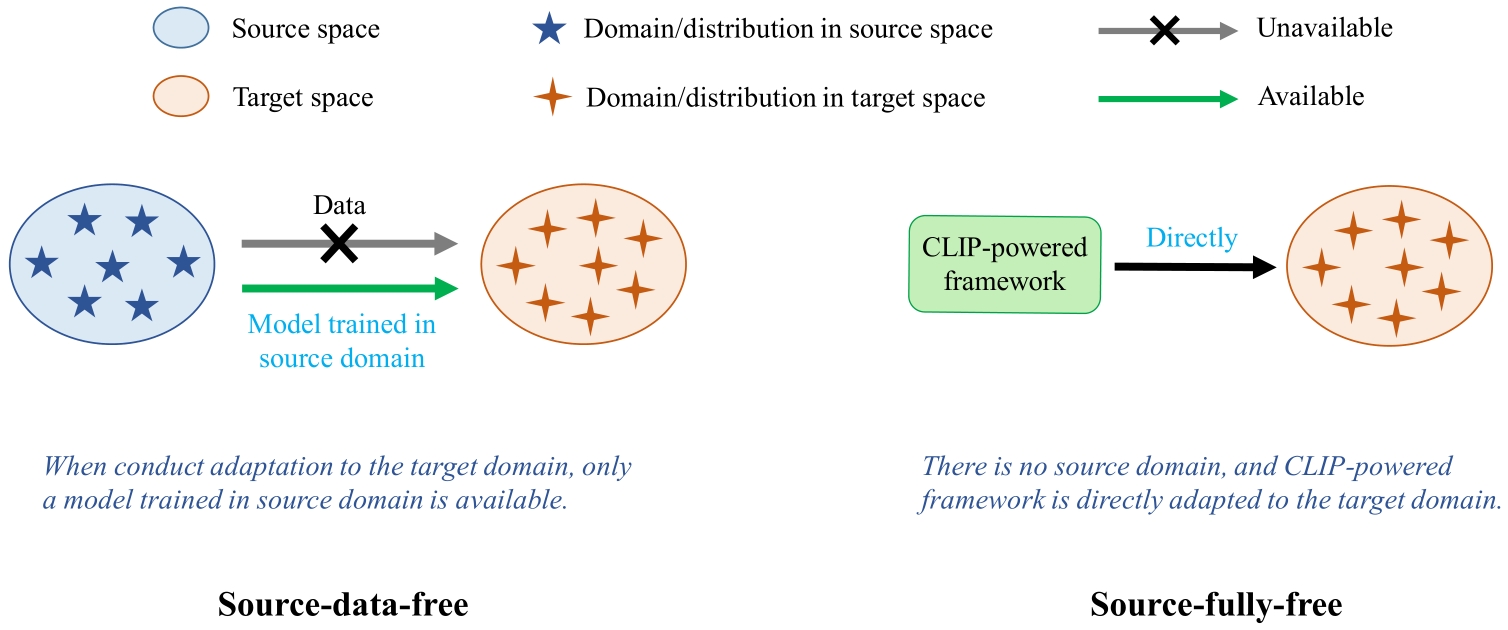 Source space
Domain/distribution in source space
Unavailable
Target space
Domain/distribution in target space
Available
Data
Model trained in
source domain
CLIP-powered
framework
Directly
When conduct adaptation to the target domain, only
a model trained in source domain is available.
There is no source domain, and CLIP-powered
framework is directly adapted to the target domain.
Source-data-free
Source-fully-free